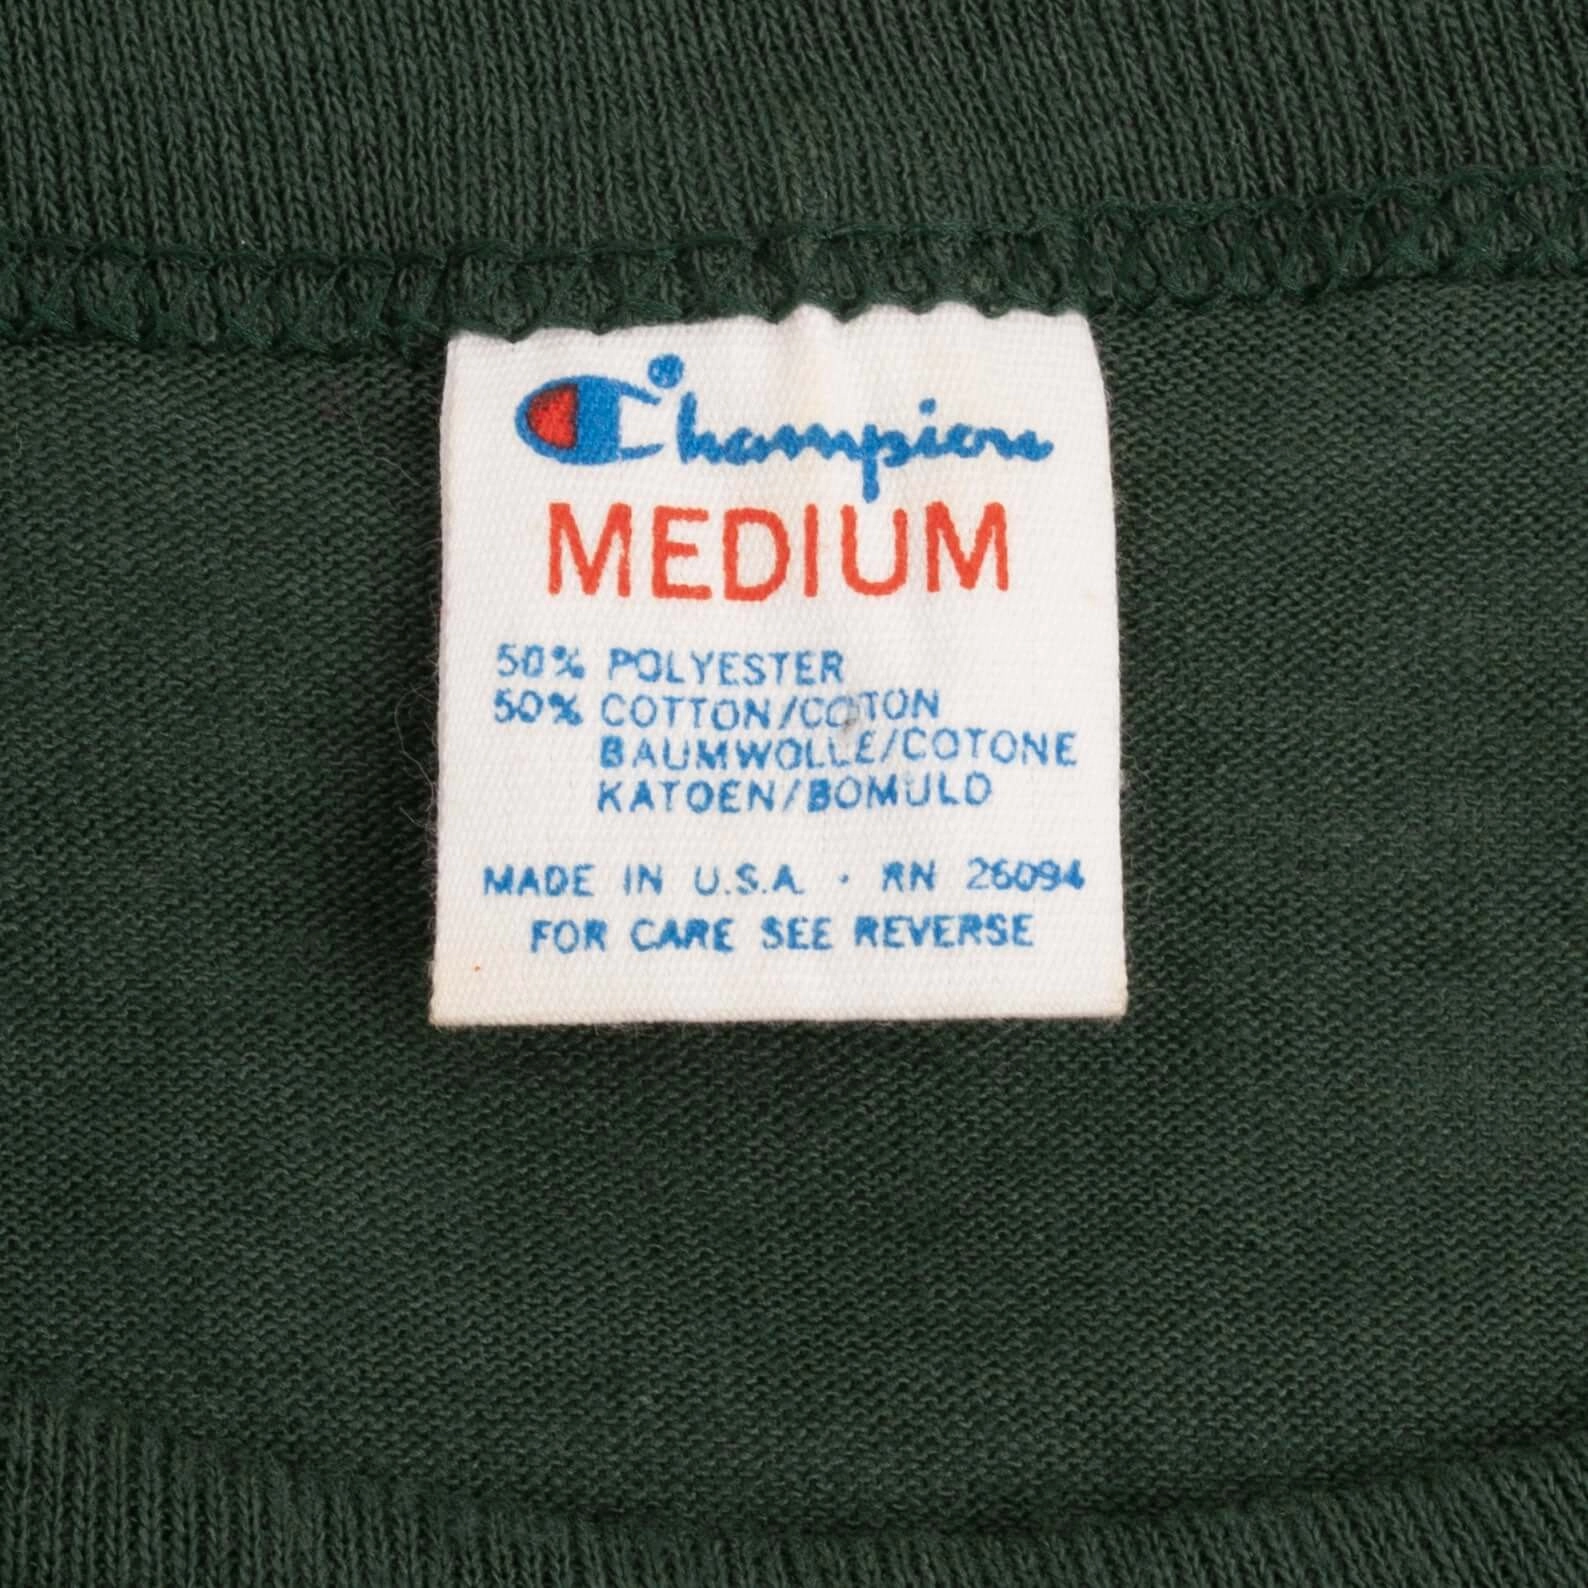 Champion
MEDIUM
50% POLYESTER
50% COTTON/COTON
BAUMWOLLE/COTONE
KATOEN/BOMULD
MADE IN U.S.A. · RN 26094
FOR CARE SEE REVERSE